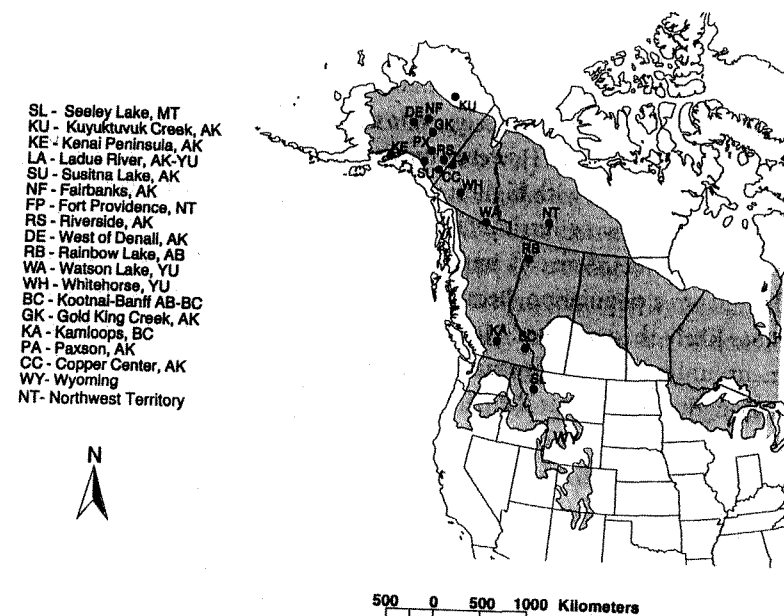 SL - Seeley Lake, MT
KU - Kuyuktuvuk Creek, AK
KE - Kenai Peninsula, AK
LA - Ladue River, AK-YU
SU - Susitna Lake, AK
NF - Fairbanks, AK
FP - Fort Providence, NT
RS - Riverside, AK
DE - West of Denali, AK
RB - Rainbow Lake, AB
WA - Watson Lake, YU
WH - Whitehorse, YU
BC - Kootnai-Banff AB-BC
GK - Gold King Creek, AK
KA - Kamloops, BC
PA - Paxson, AK
CC - Copper Center, AK
WY- Wyoming
NT- Northwest Territory
N
KU
DE NF
GK
PX
RS
KE
SU CC
WH
WA
NT
RB
KA
WY
500 0 500 1000 Kilometers